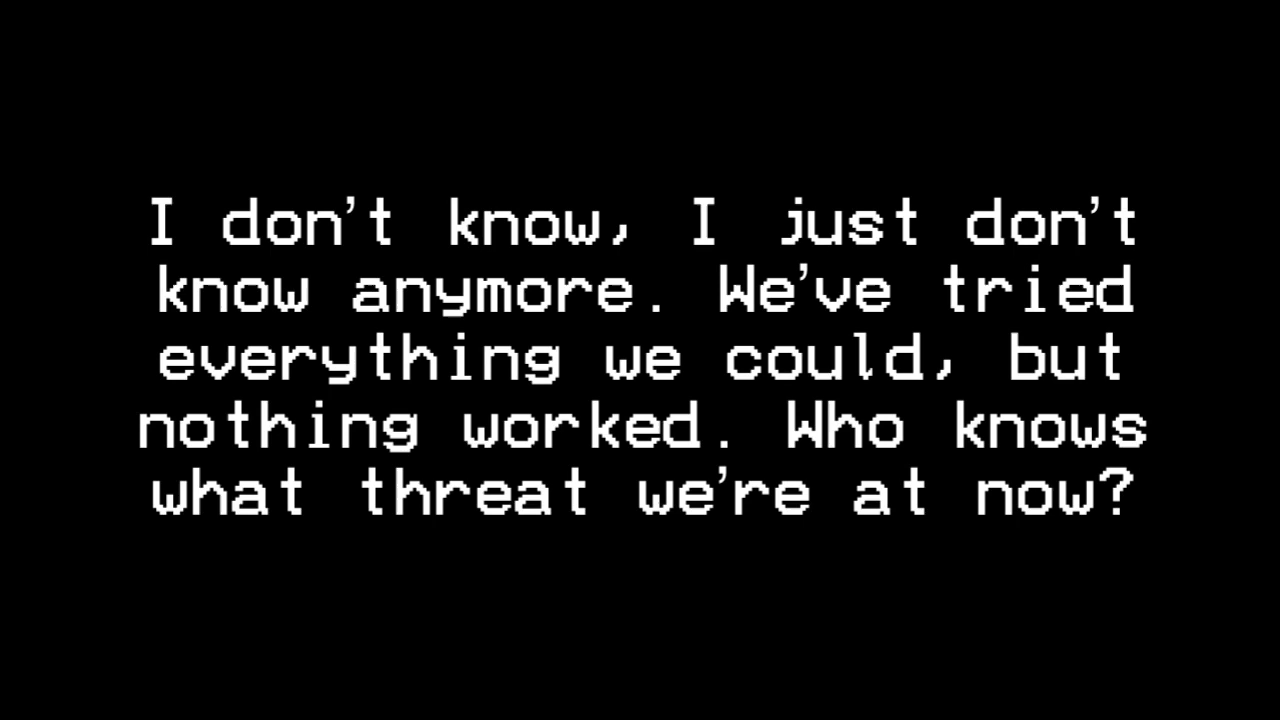 I don't know, I just don't
know anymore. We've tried
everything we could, but
nothing worked. Who knows
what threat we're at now?